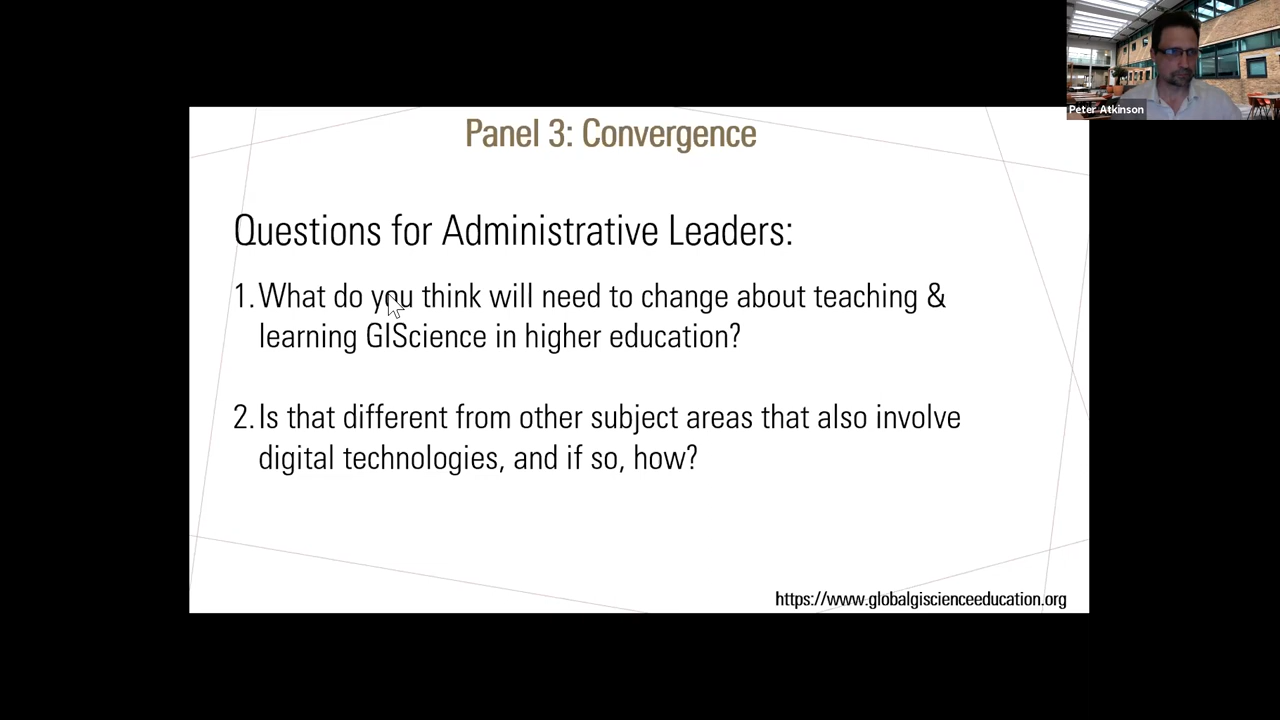 Peter Atkinson
Panel 3: Convergence
Questions for Administrative Leaders:
1. What do you think will need to change about teaching &
learning GIScience in higher education?
2. Is that different from other subject areas that also involve
digital technologies, and if so, how?
https://www.globalgiscienceeducation.org